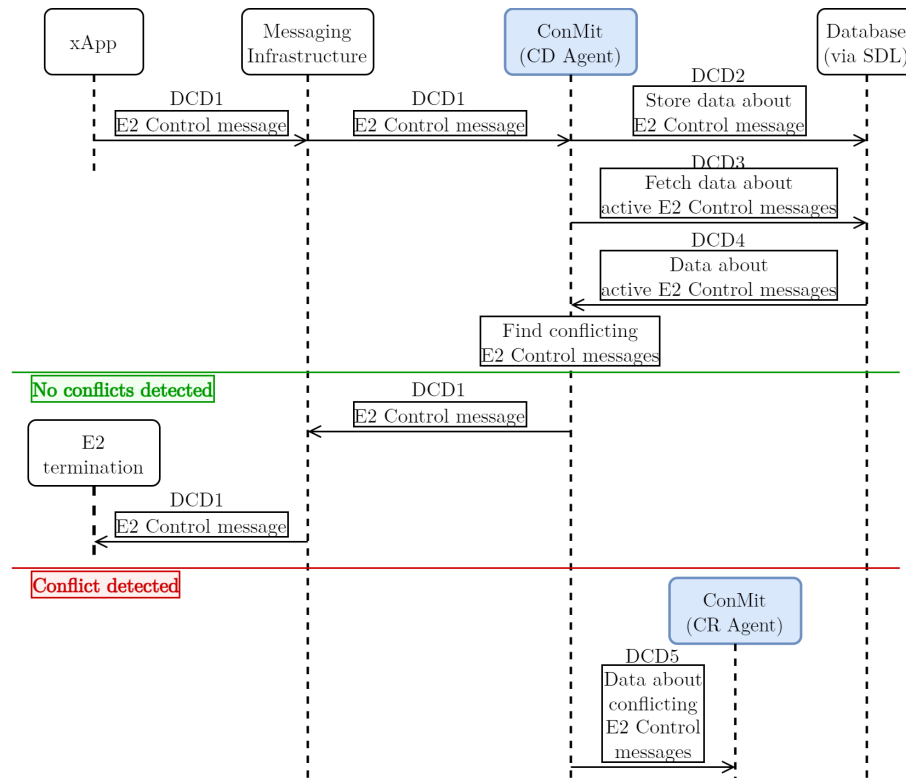 xApp
Messaging
Infrastructure
ConMit
(CD Agent)
Database
(via SDL)
DCD1
E2 Control message
DCD1
E2 Control message
DCD2
Store data about
E2 Control message
DCD3
Fetch data about
active E2 Control messages
DCD4
Data about
active E2 Control messages
Find conflicting
E2 Control messages
No conflicts detected
DCD1
E2 Control message
E2
termination
DCD1
E2 Control message
Conflict detected
ConMit
(CR Agent)
DCD5
Data about
conflicting
E2 Control
messages